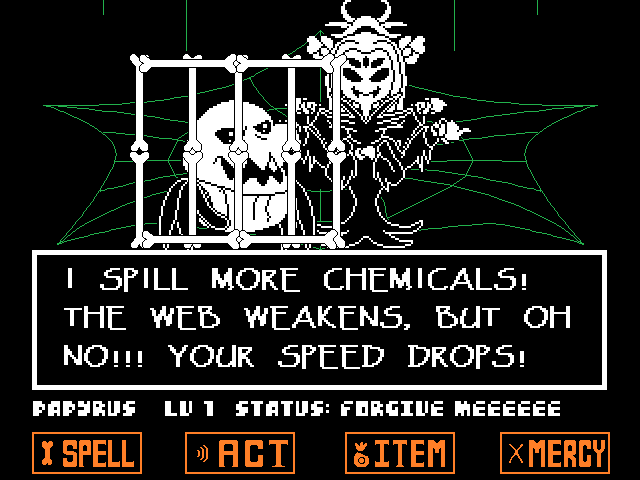 I SPILL MORE CHEMICALS!
THE WEB WEAKENS, BUT OH
NO!!! YOUR SPEED DROPS!
PAPYRUS LV 1 STATUS: FORGIVE MEEEEEE
SPELL ACT ITEM MERCY